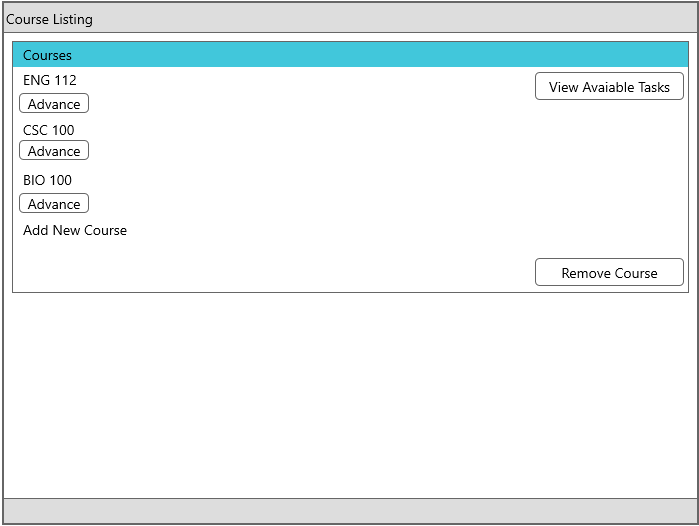 Course Listing
Courses
ENG 112
View Avaiable Tasks
Advance
CSC 100
Advance
BIO 100
Advance
Add New Course
Remove Course